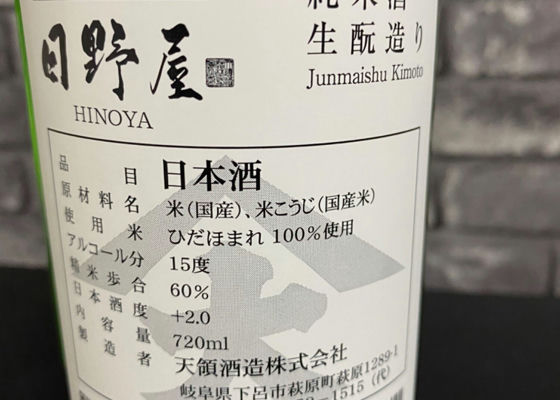 純米酒
生酛造り
Junmaishu Kimoto
日野屋
HINOYA
品目 日本酒
原材料名 米(国産)、米こうじ(国産米)
使用米 ひだほまれ 100%使用
アルコール分 15度
精米歩合 60%
日本酒度 +2.0
内容量 720ml
製造者 天領酒造株式会社
岐阜県下呂市萩原町萩原1289-1
-1515(代)